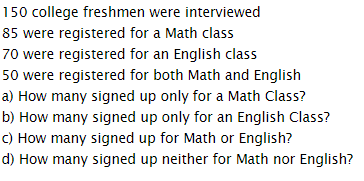 150 college freshmen were interviewed
85 were registered for a Math class
70 were registered for an English class
50 were registered for both Math and English
a) How many signed up only for a Math Class?
b) How many signed up only for an English Class?
c) How many signed up for Math or English?
d) How many signed up neither for Math nor English?